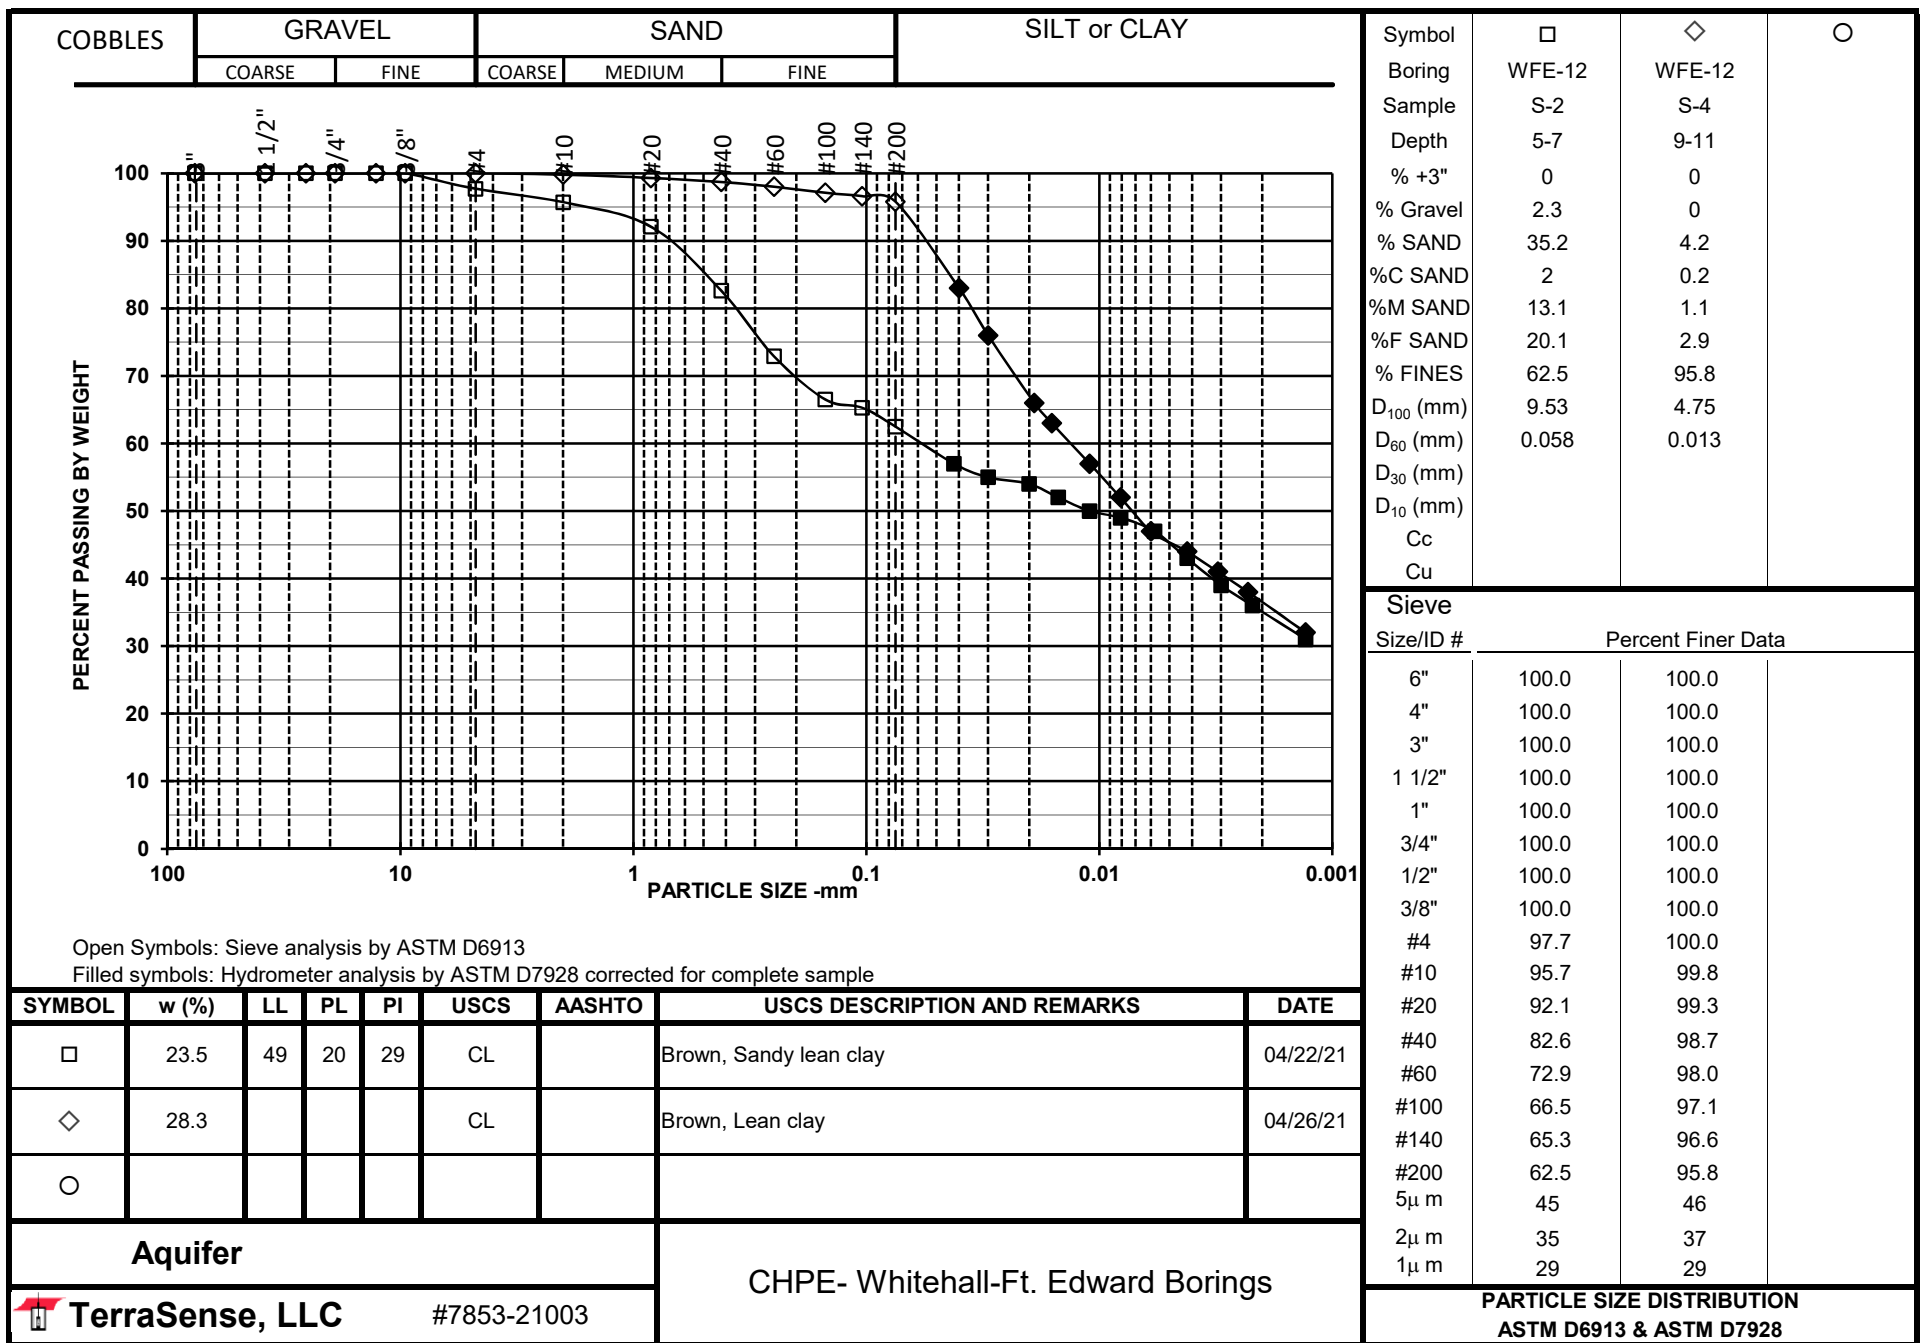 COBBLES
GRAVEL
SAND
SILT or CLAY
COARSE
FINE
COARSE
MEDIUM
FINE
1/2"
/4"
/8"
#4
#10
#20
#40
#60
#100
#140
#200
PERCENT PASSING BY WEIGHT
100
90
80
70
60
50
40
30
20
10
0
100
10
1
0.1
0.01
0.001
PARTICLE SIZE -mm
Open Symbols: Sieve analysis by ASTM D6913
Filled symbols: Hydrometer analysis by ASTM D7928 corrected for complete sample
Symbol □ ◇ ○
Boring WFE-12 WFE-12
Sample S-2 S-4
Depth 5-7 9-11
% +3" 0 0
% Gravel 2.3 0
% SAND 35.2 4.2
%C SAND 2 0.2
%M SAND 13.1 1.1
%F SAND 20.1 2.9
% FINES 62.5 95.8
D100 (mm) 9.53 4.75
D60 (mm) 0.058 0.013
D30 (mm)
D10 (mm)
Cc
Cu
Sieve
Size/ID # Percent Finer Data
6" 100.0 100.0
4" 100.0 100.0
3" 100.0 100.0
1 1/2" 100.0 100.0
1" 100.0 100.0
3/4" 100.0 100.0
1/2" 100.0 100.0
3/8" 100.0 100.0
#4 97.7 100.0
#10 95.7 99.8
#20 92.1 99.3
#40 82.6 98.7
#60 72.9 98.0
#100 66.5 97.1
#140 65.3 96.6
#200 62.5 95.8
5μ m 45 46
2μ m 35 37
1μ m 29 29
PARTICLE SIZE DISTRIBUTION
ASTM D6913 & ASTM D7928
SYMBOL w (%) LL PL PI USCS AASHTO USCS DESCRIPTION AND REMARKS DATE
□ 23.5 49 20 29 CL Brown, Sandy lean clay 04/22/21
◇ 28.3 CL Brown, Lean clay 04/26/21
○
Aquifer
TerraSense, LLC #7853-21003
CHPE- Whitehall-Ft. Edward Borings